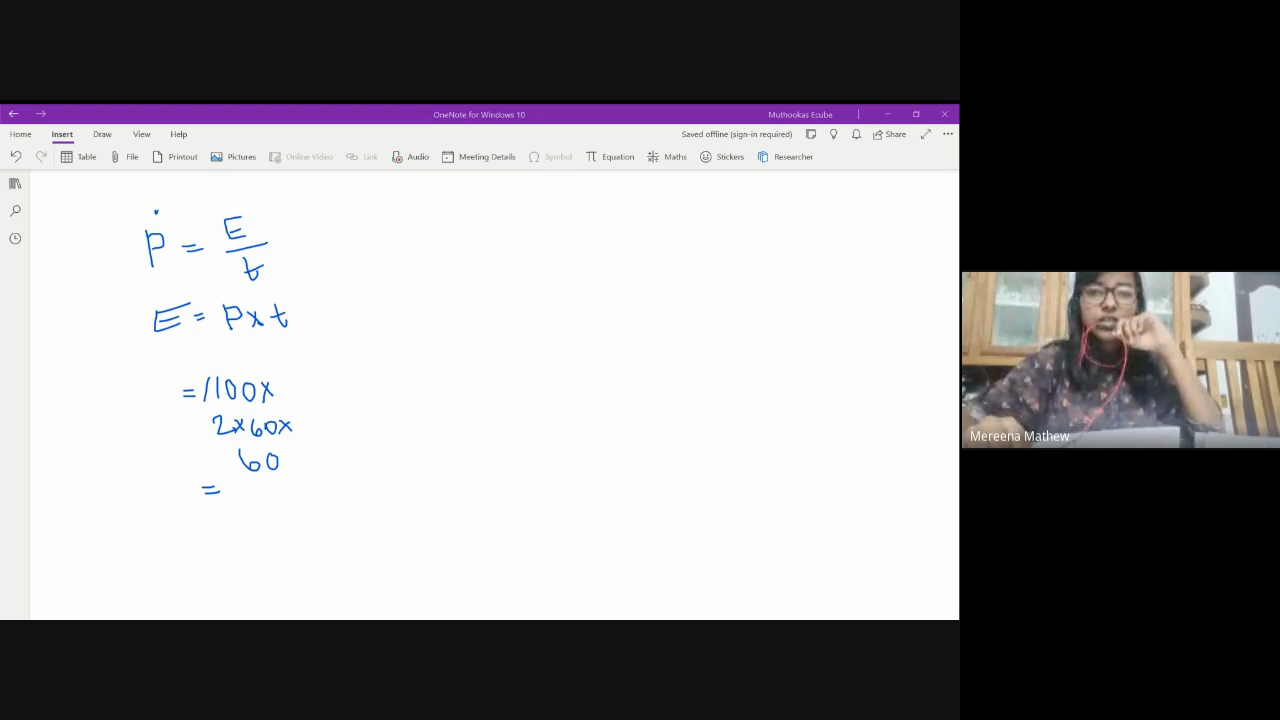 OneNote for Windows 10
Muthookas Ecube
Home Insert Draw View Help
Saved offline (sign-in required)
Share
Table File Printout Pictures Online Video Link Audio Meeting Details Symbol Equation Maths Stickers Researcher
P = E/t
E = P x t
= 1100 x
2 x 60 x
60
=
Mereena Mathew